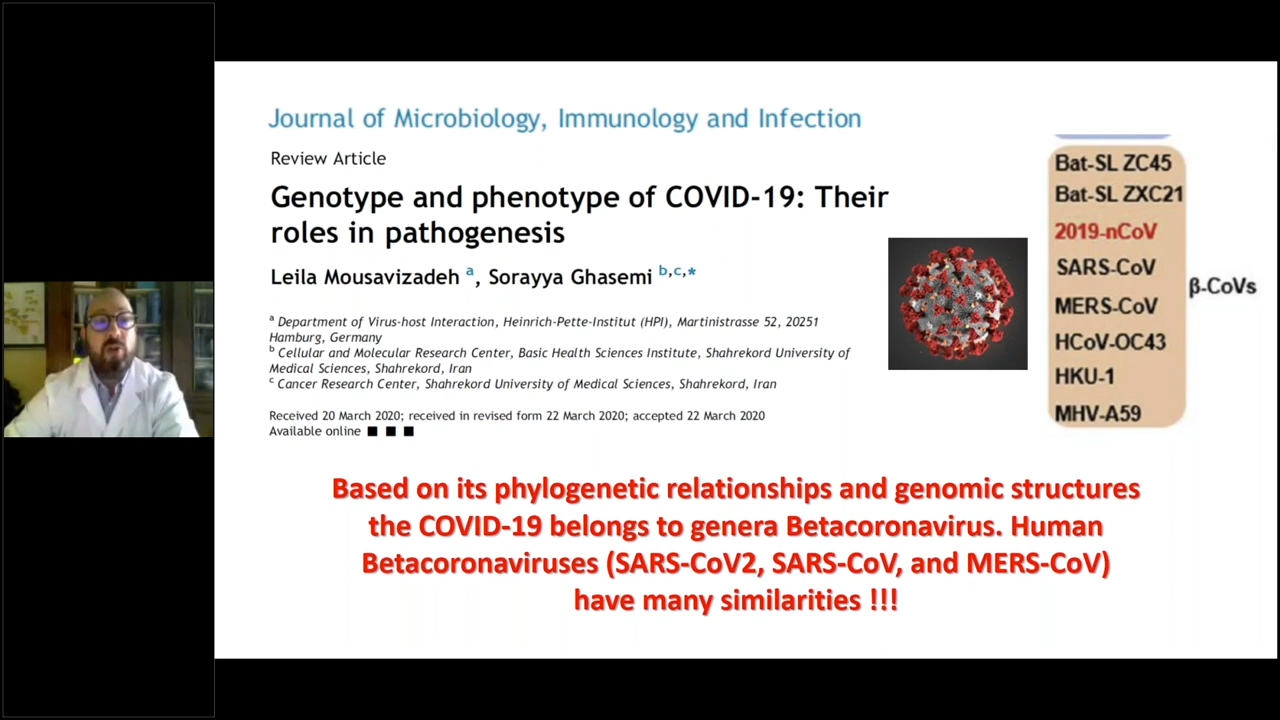 Journal of Microbiology, Immunology and Infection
Review Article
Genotype and phenotype of COVID-19: Their
roles in pathogenesis
Leila Mousavizadeh a, Sorayya Ghasemi b,c,*
a Department of Virus-host Interaction, Heinrich-Pette-Institut (HPI), Martinistrasse 52, 20251
Hamburg, Germany
b Cellular and Molecular Research Center, Basic Health Sciences Institute, Shahrekord University of
Medical Sciences, Shahrekord, Iran
c Cancer Research Center, Shahrekord University of Medical Sciences, Shahrekord, Iran
Received 20 March 2020; received in revised form 22 March 2020; accepted 22 March 2020
Available online ■ ■ ■
Bat-SL ZC45
Bat-SL ZXC21
2019-nCoV
SARS-CoV
MERS-CoV
HCoV-OC43
HKU-1
MHV-A59
β-CoVs
Based on its phylogenetic relationships and genomic structures
the COVID-19 belongs to genera Betacoronavirus. Human
Betacoronaviruses (SARS-CoV2, SARS-CoV, and MERS-CoV)
have many similarities !!!